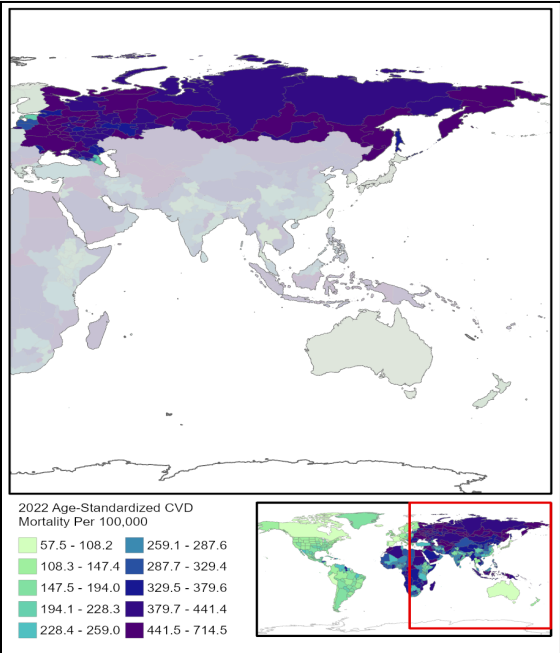 2022 Age-Standardized CVD
Mortality Per 100,000
57.5 - 108.2
108.3 - 147.4
147.5 - 194.0
194.1 - 228.3
228.4 - 259.0
259.1 - 287.6
287.7 - 329.4
329.5 - 379.6
379.7 - 441.4
441.5 - 714.5